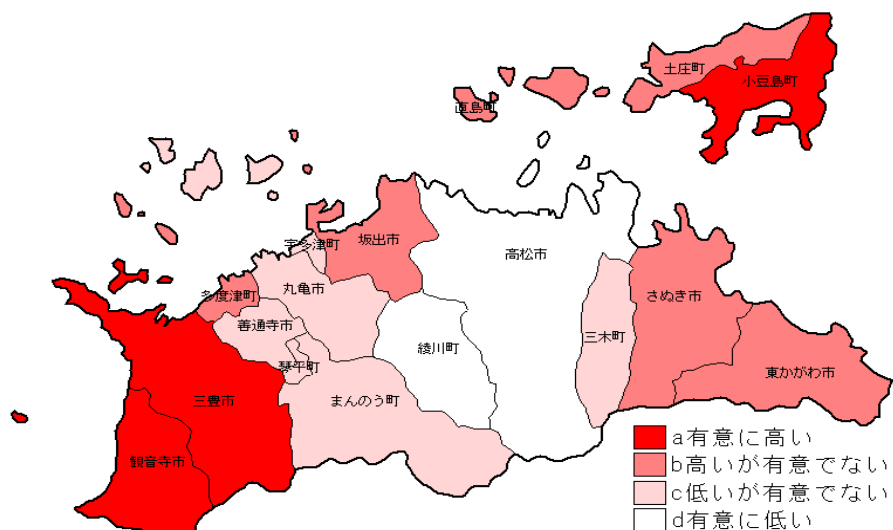 土庄町
小豆島町
直島町
宇多津町
坂出市
高松市
多度津町
丸亀市
さぬき市
善通寺市
綾川町
三木町
琴平町
東かがわ市
三豊市
まんのう町
観音寺市
a有意に高い
b高いが有意でない
c低いが有意でない
d有意に低い